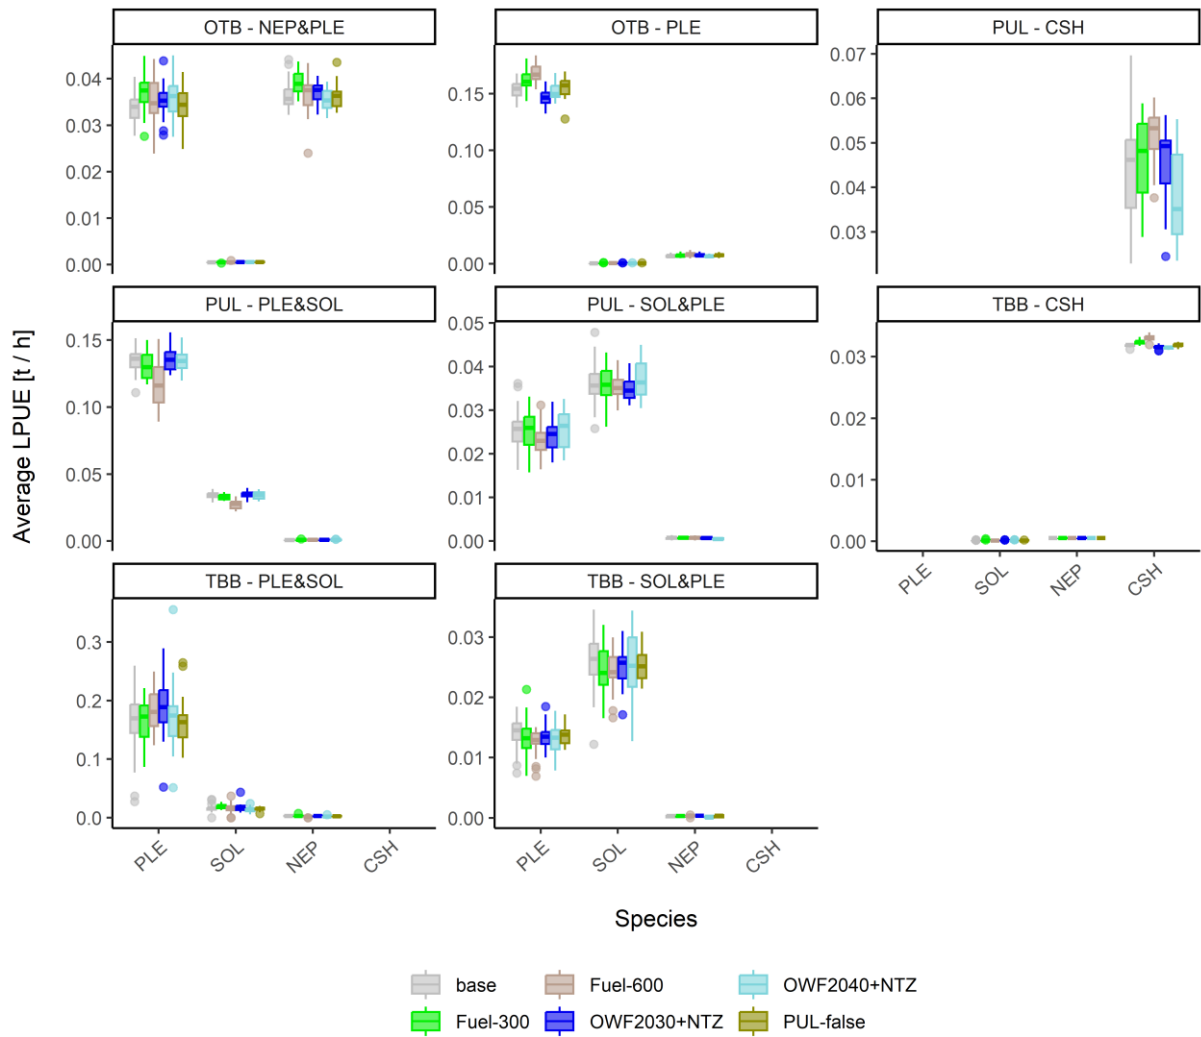 OTB - NEP&PLE
OTB - PLE
PUL - CSH
0.04
0.03
0.02
0.01
0.00
0.15
0.10
0.05
0.00
0.07
0.06
0.05
0.04
0.03
PUL - PLE&SOL
PUL - SOL&PLE
TBB - CSH
0.15
0.10
0.05
0.00
0.05
0.04
0.03
0.02
0.01
0.00
0.03
0.02
0.01
0.00
PLE
SOL
NEP
CSH
TBB - PLE&SOL
TBB - SOL&PLE
0.3
0.2
0.1
0.0
0.03
0.02
0.01
0.00
PLE
SOL
NEP
CSH
PLE
SOL
NEP
CSH
Average LPUE [t / h]
Species
base
Fuel-600
OWF2040+NTZ
Fuel-300
OWF2030+NTZ
PUL-false